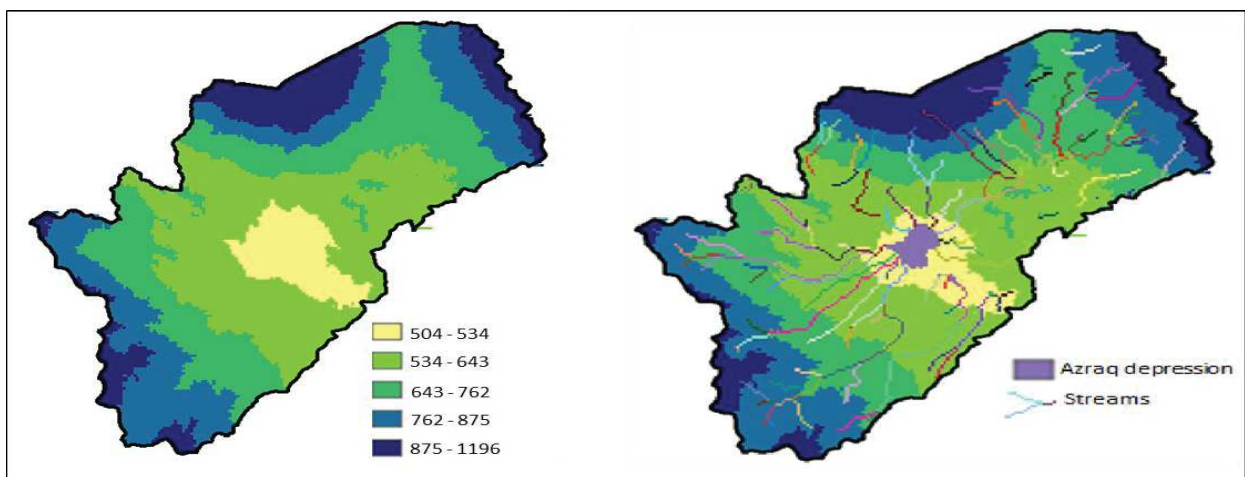 504 - 534
534 - 643
643 - 762
762 - 875
875 - 1196
Azraq depression
Streams